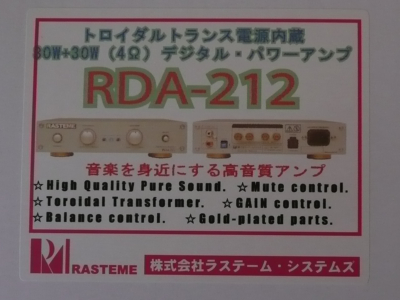 トロイダルトランス電源内蔵
30W+30W（4Ω）デジタル・パワーアンプ
RDA-212
RASTEME
音楽を身近にする高音質アンプ
☆High Quality Pure Sound. ☆Mute control.
☆Toroidal Transformer. ☆GAIN control.
☆Balance control. ☆Gold-plated parts.
RASTEME 株式会社ラステーム・システムズ